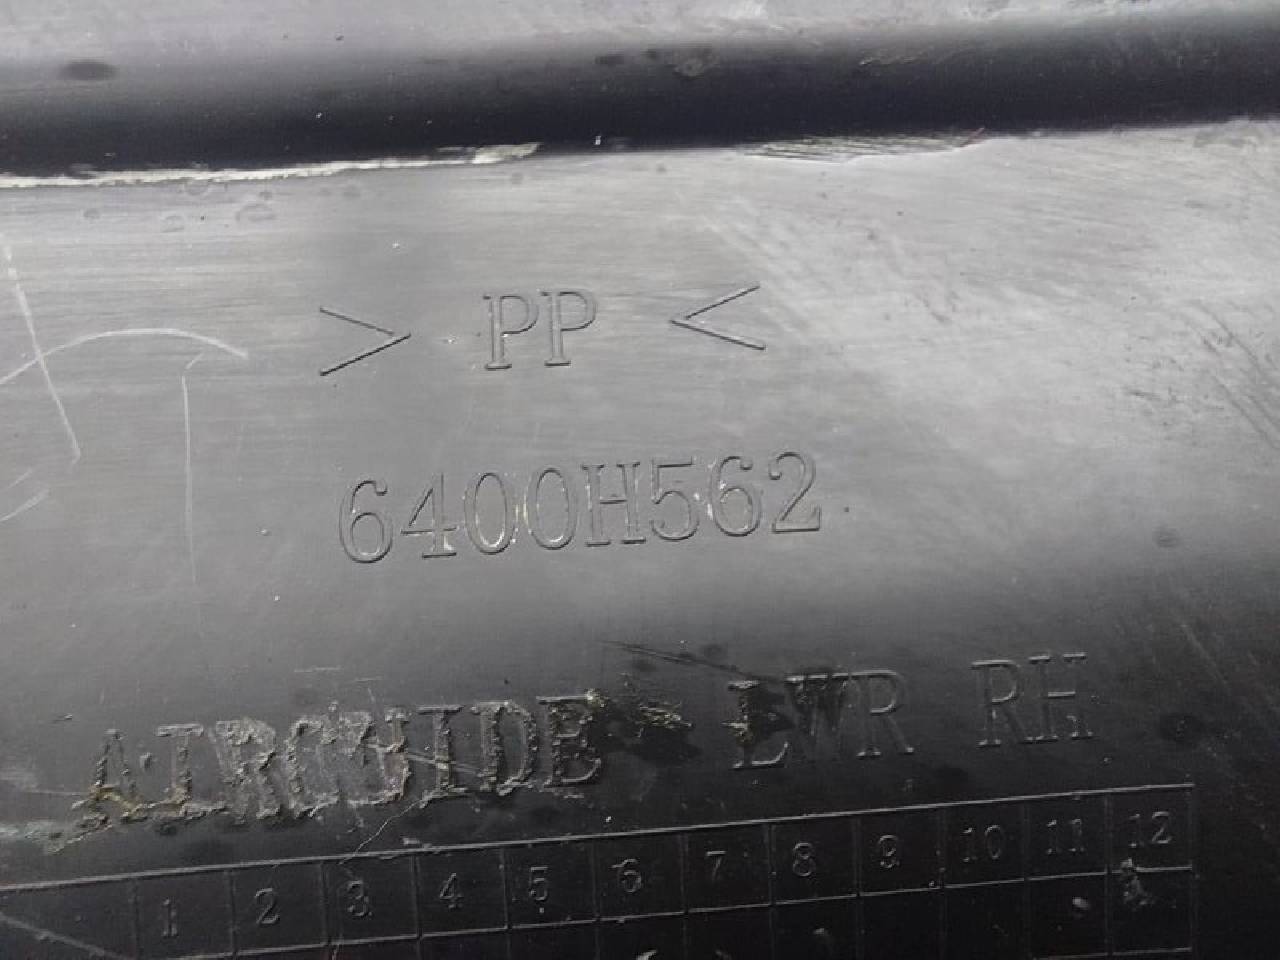 > PP <
6400H562
AIRGUIDE LWR RH
1 2 3 4 5 6 7 8 9 10 11 12